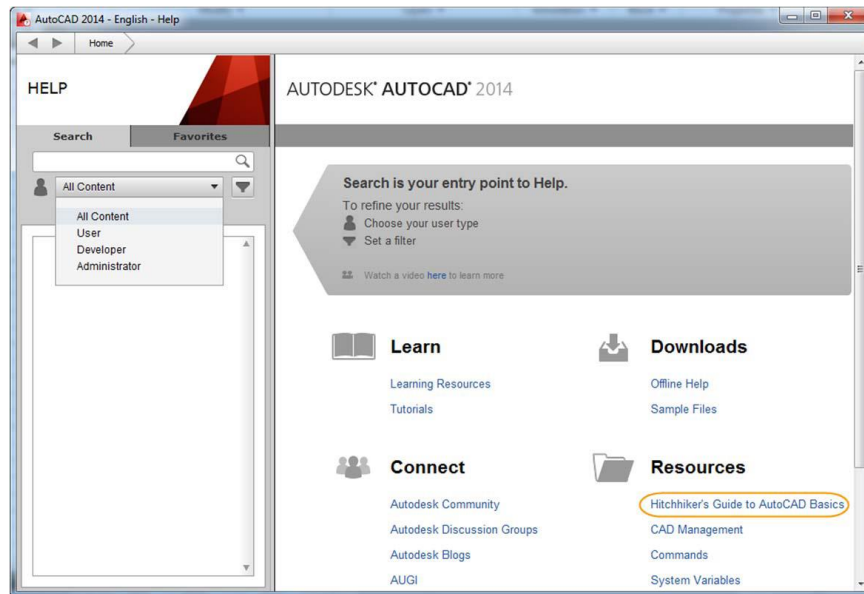 AutoCAD 2014 - English - Help
Home
HELP
Search
Favorites
All Content
All Content
User
Developer
Administrator
AUTODESK® AUTOCAD® 2014
Search is your entry point to Help.
To refine your results:
Choose your user type
Set a filter
Watch a video here to learn more
Learn
Learning Resources
Tutorials
Downloads
Offline Help
Sample Files
Connect
Autodesk Community
Autodesk Discussion Groups
Autodesk Blogs
AUGI
Resources
Hitchhiker's Guide to AutoCAD Basics
CAD Management
Commands
System Variables